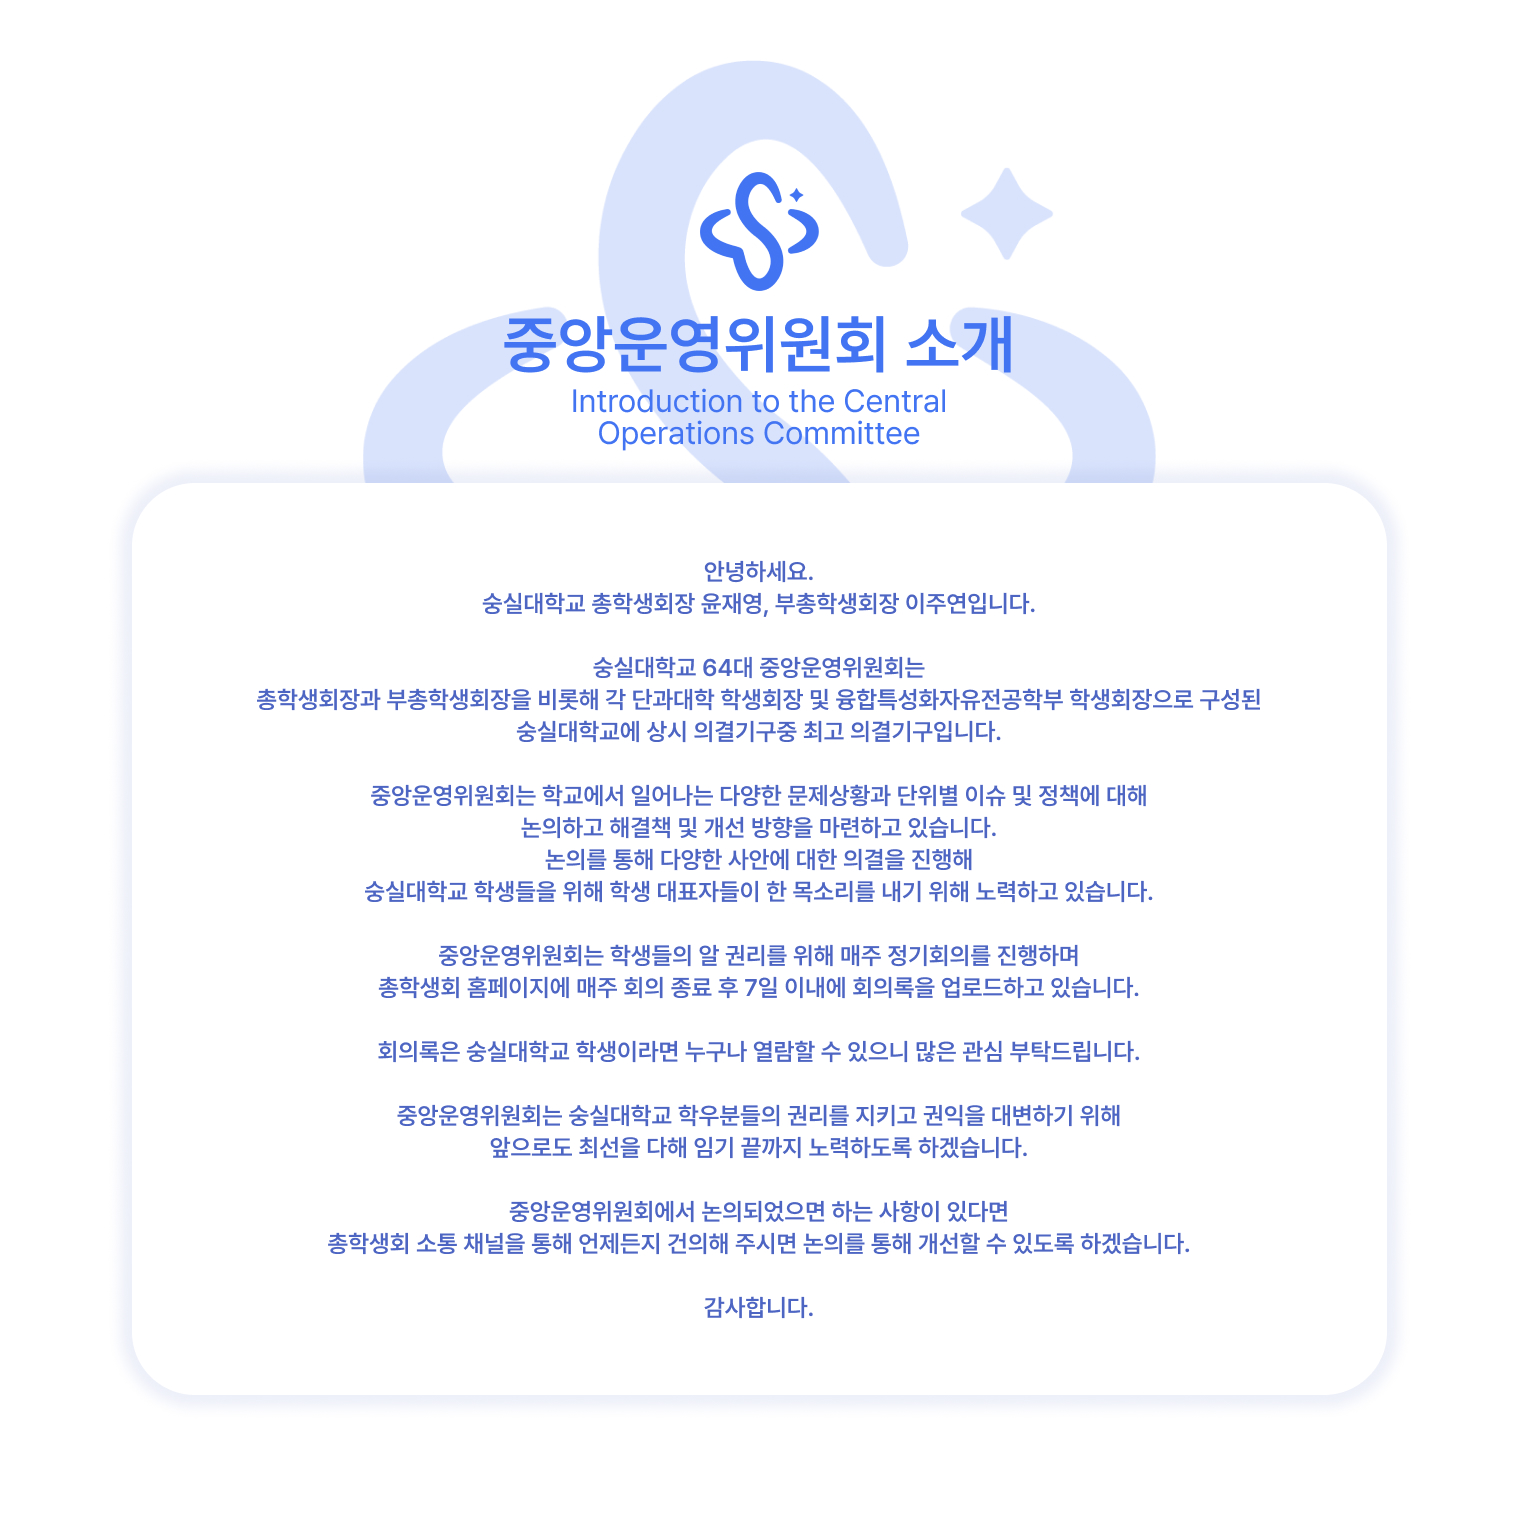 중앙운영위원회 소개
Introduction to the Central
Operations Committee
안녕하세요.
숭실대학교 총학생회장 윤재영, 부총학생회장 이주연입니다.
숭실대학교 64대 중앙운영위원회는
총학생회장과 부총학생회장을 비롯해 각 단과대학 학생회장 및 융합특성화자유전공학부 학생회장으로 구성된
숭실대학교에 상시 의결기구중 최고 의결기구입니다.
중앙운영위원회는 학교에서 일어나는 다양한 문제상황과 단위별 이슈 및 정책에 대해
논의하고 해결책 및 개선 방향을 마련하고 있습니다.
논의를 통해 다양한 사안에 대한 의결을 진행해
숭실대학교 학생들을 위해 학생 대표자들이 한 목소리를 내기 위해 노력하고 있습니다.
중앙운영위원회는 학생들의 알 권리를 위해 매주 정기회의를 진행하며
총학생회 홈페이지에 매주 회의 종료 후 7일 이내에 회의록을 업로드하고 있습니다.
회의록은 숭실대학교 학생이라면 누구나 열람할 수 있으니 많은 관심 부탁드립니다.
중앙운영위원회는 숭실대학교 학우분들의 권리를 지키고 권익을 대변하기 위해
앞으로도 최선을 다해 임기 끝까지 노력하도록 하겠습니다.
중앙운영위원회에서 논의되었으면 하는 사항이 있다면
총학생회 소통 채널을 통해 언제든지 건의해 주시면 논의를 통해 개선할 수 있도록 하겠습니다.
감사합니다.